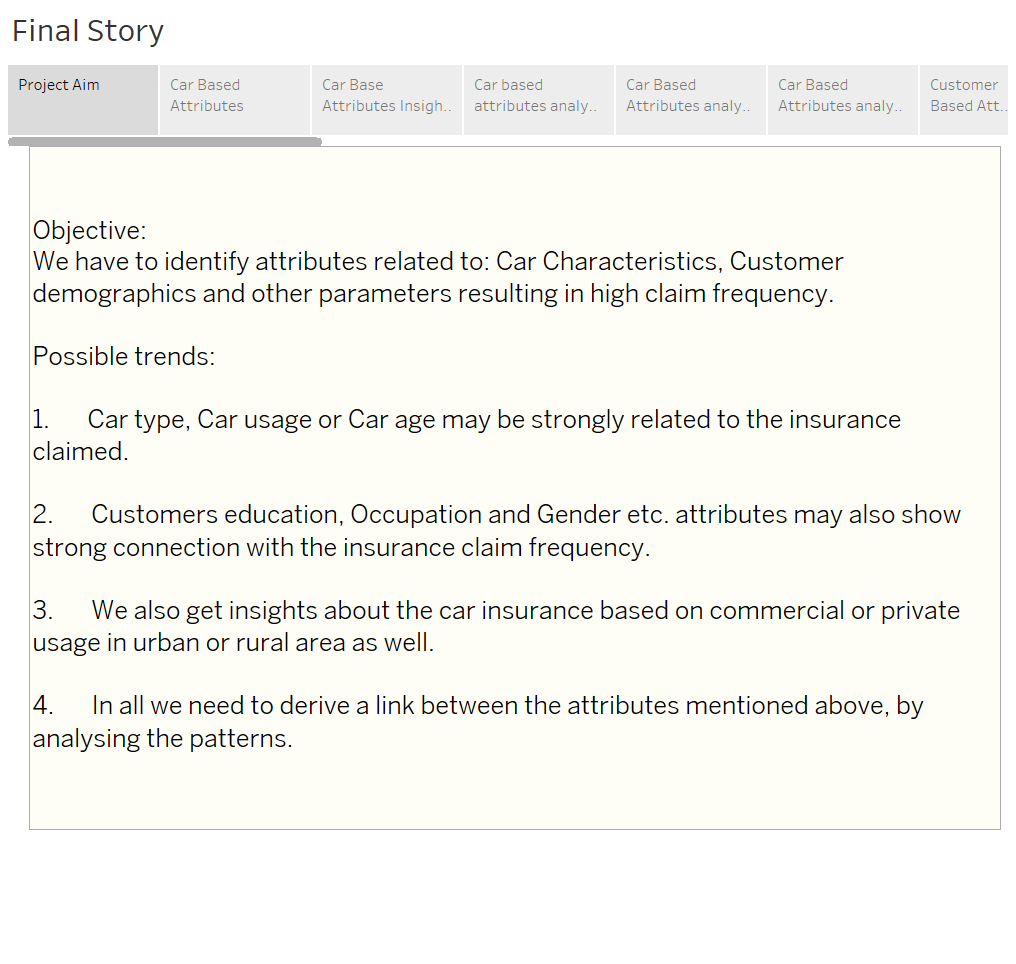 Final Story
Project Aim
Car Based
Attributes
Car Base
Attributes Insigh..
Car based
attributes analy..
Car Based
Attributes analy..
Car Based
Attributes analy..
Customer
Based Att..
Objective:
We have to identify attributes related to: Car Characteristics, Customer
demographics and other parameters resulting in high claim frequency.
Possible trends:
1. Car type, Car usage or Car age may be strongly related to the insurance
claimed.
2. Customers education, Occupation and Gender etc. attributes may also show
strong connection with the insurance claim frequency.
3. We also get insights about the car insurance based on commercial or private
usage in urban or rural area as well.
4. In all we need to derive a link between the attributes mentioned above, by
analysing the patterns.